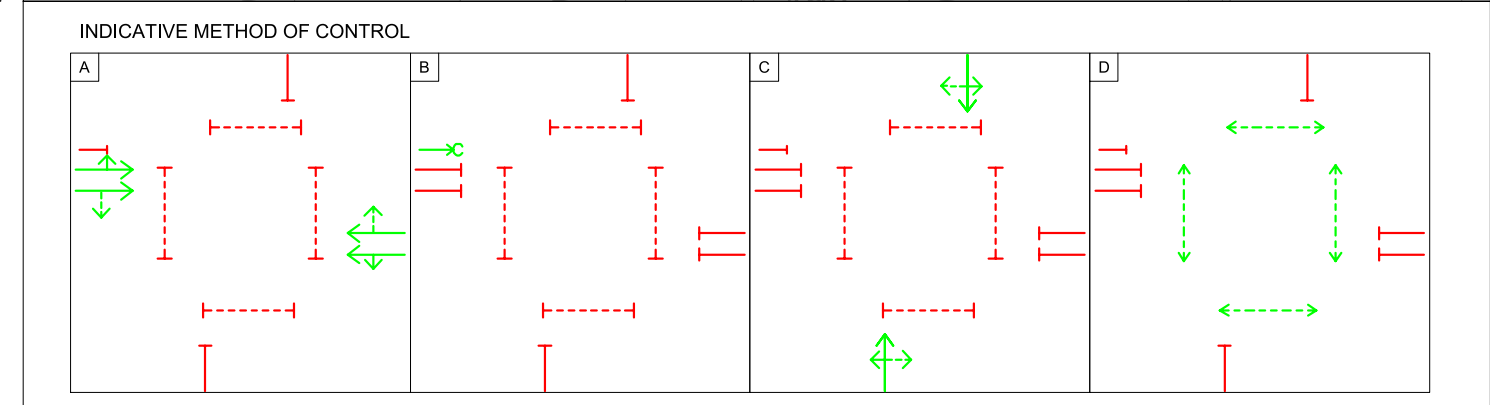 INDICATIVE METHOD OF CONTROL
A B C D
C